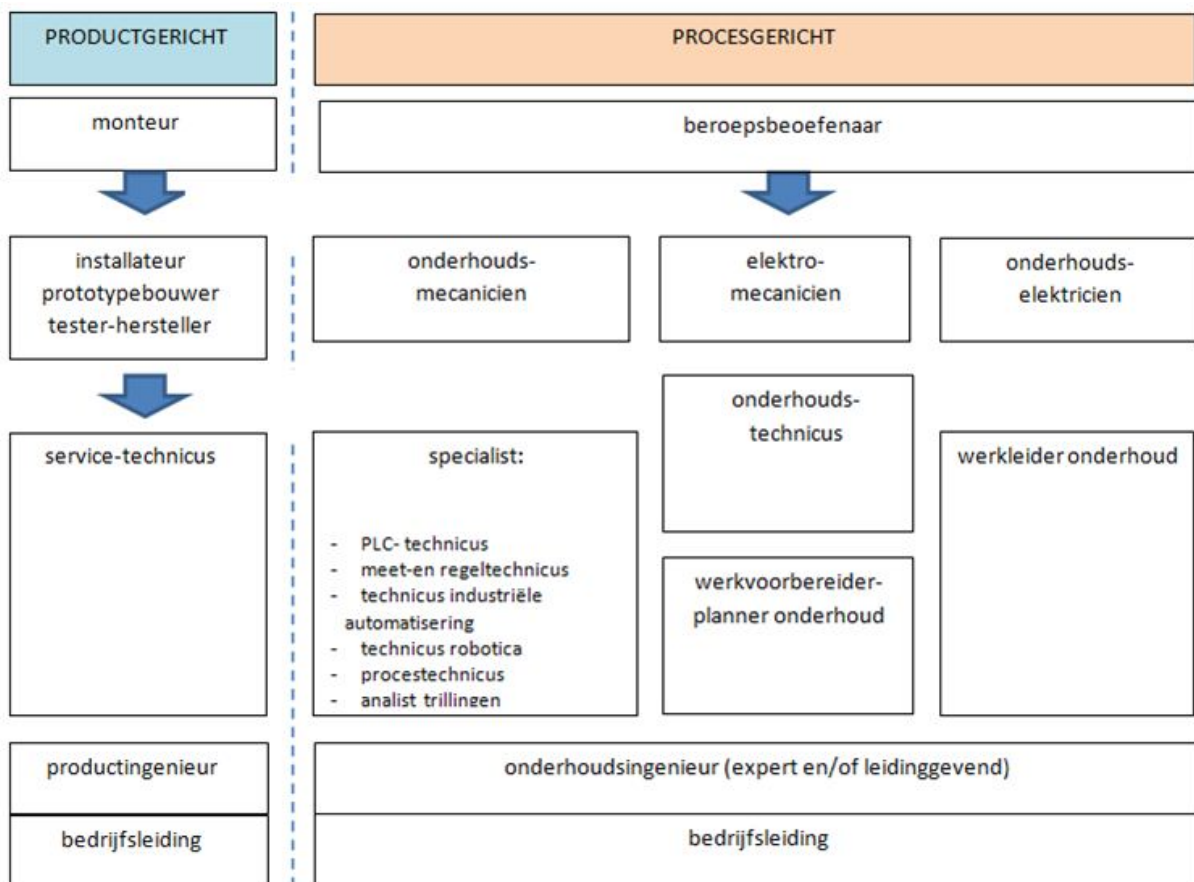 PRODUCTGERICHT
PROCESGERICHT
monteur
beroepsbeoefenaar
installateur
prototypebouwer
tester-hersteller
onderhouds-
mecanicien
elektro-
mecanicien
onderhouds-
elektricien
onderhouds-
technicus
service-technicus
specialist:
- PLC- technicus
- meet-en regeltechnicus
- technicus industriële
automatisering
- technicus robotica
- procestechnicus
- analist trillingen
werkvoorbereider-
planner onderhoud
werkleider onderhoud
productingenieur
onderhoudsingenieur (expert en/of leidinggevend)
bedrijfsleiding
bedrijfsleiding